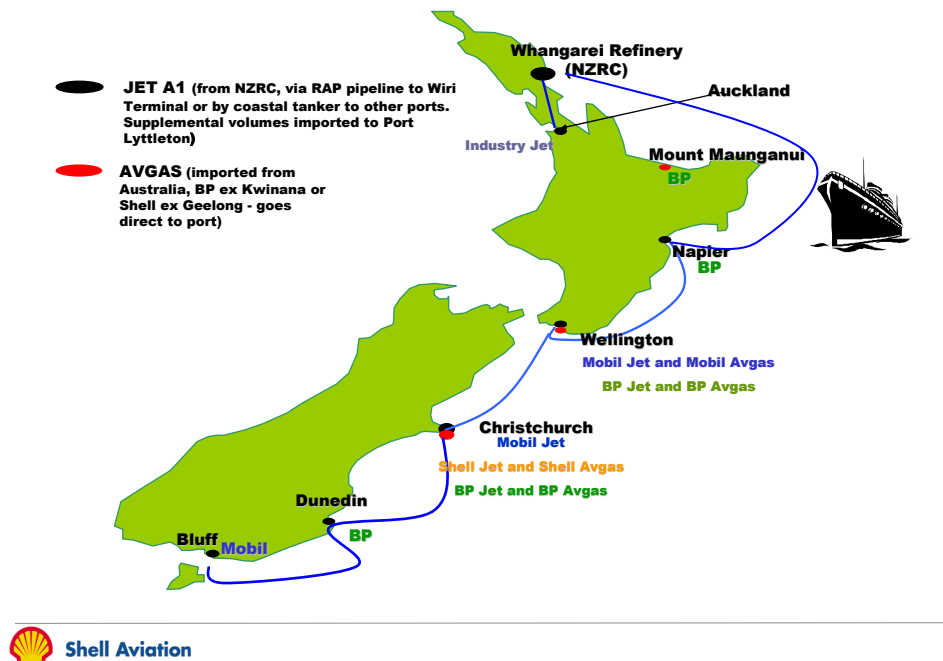 Whangarei Refinery
(NZRC)
JET A1 (from NZRC, via RAP pipeline to Wiri
Terminal or by coastal tanker to other ports.
Supplemental volumes imported to Port
Lyttleton)
Auckland
Industry Jet
Mount Maunganui
BP
AVGAS (imported from
Australia, BP ex Kwinana or
Shell ex Geelong - goes
direct to port)
Napier
BP
Wellington
Mobil Jet and Mobil Avgas
BP Jet and BP Avgas
Christchurch
Mobil Jet
Shell Jet and Shell Avgas
BP Jet and BP Avgas
Dunedin
BP
Bluff
Mobil
Shell Aviation